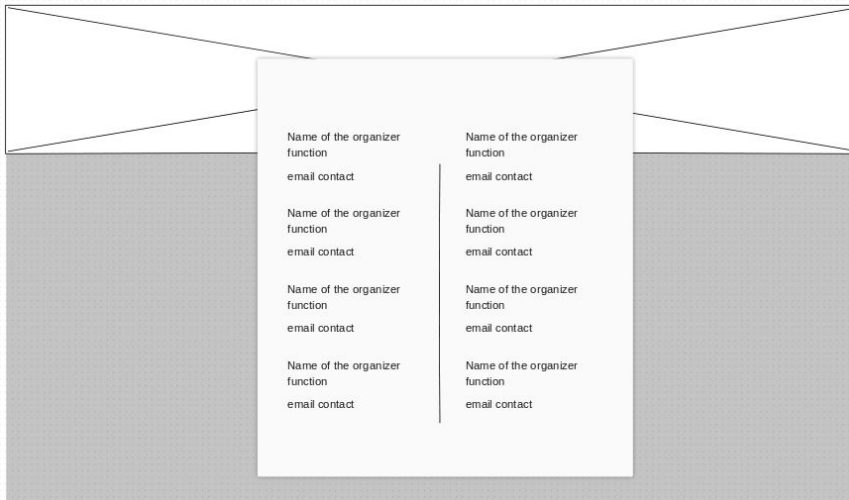 Name of the organizer
function
email contact
Name of the organizer
function
email contact
Name of the organizer
function
email contact
Name of the organizer
function
email contact
Name of the organizer
function
email contact
Name of the organizer
function
email contact
Name of the organizer
function
email contact
Name of the organizer
function
email contact